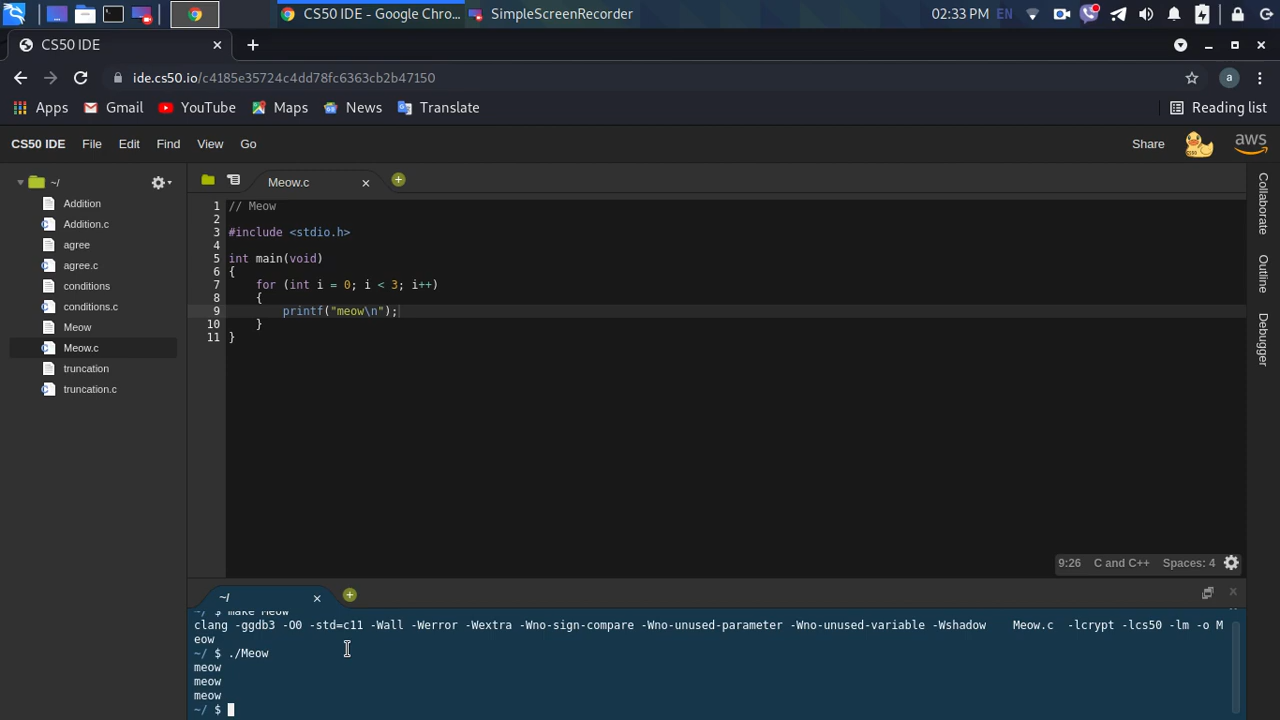 CS50 IDE - Google Chro...
SimpleScreenRecorder
02:33 PM EN
CS50 IDE
ide.cs50.io/c4185e35724c4dd78fc6363cb2b47150
a
Apps Gmail YouTube Maps News Translate Reading list
CS50 IDE File Edit Find View Go Share aws
~/
Addition
Addition.c
agree
agree.c
conditions
conditions.c
Meow
Meow.c
truncation
truncation.c
Meow.c
1 // Meow
2
3 #include <stdio.h>
4
5 int main(void)
6 {
7     for (int i = 0; i < 3; i++)
8     {
9         printf("meow\n");
10     }
11 }
Collaborate
Outline
Debugger
9:26 C and C++ Spaces: 4
~/
~/ $ make Meow
clang -ggdb3 -O0 -std=c11 -Wall -Werror -Wextra -Wno-sign-compare -Wno-unused-parameter -Wno-unused-variable -Wshadow    Meow.c  -lcrypt -lcs50 -lm -o M
eow
~/ $ ./Meow
meow
meow
meow
~/ $